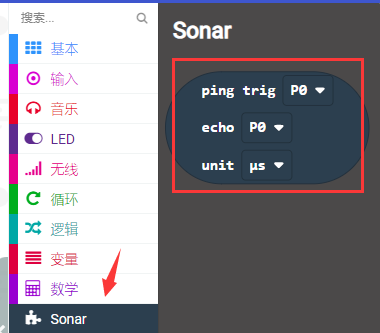 搜索...
基本
输入
音乐
LED
无线
循环
逻辑
变量
数学
Sonar
Sonar
ping trig P0
echo P0
unit μs